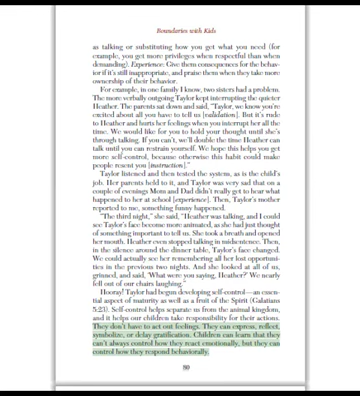 Boundaries with Kids
as talking or substituting how you get what you need (for
example, you get more privileges when respectful than when
demanding). Experience: Give them consequences for the behav-
ior if it's still inappropriate, and praise them when they take more
ownership of their behavior.
For example, in one family I know, two sisters had a problem.
The more verbally outgoing Taylor kept interrupting the quieter
Heather. The parents sat down and said, "Taylor, we know you're
excited about all you have to tell us [validation]. But it's rude
to Heather and hurts her feelings when you interrupt her all the
time. We would like for you to hold your thought until she's
through talking. If you can't, we'll double the time Heather can
talk until you can restrain yourself. We hope this helps you get
more self-control, because otherwise this habit could make
people resent you [instruction]."
Taylor listened and then tested the system, as is the child's
job. Her parents held to it, and Taylor was very sad that on a
couple of evenings Mom and Dad didn't really get to hear what
happened to her at school [experience]. Then, Taylor's mother
reported to me, something funny happened.
"The third night," she said, "Heather was talking, and I could
see Taylor's face become more animated, as she had just thought
of something important to tell us. She took a breath and opened
her mouth. Heather even stopped talking in midsentence. Then,
in the silence around the dinner table, Taylor's face changed.
We could actually see her remembering all her lost opportuni-
ties in the previous two nights. And she looked at all of us,
grinned, and said, 'What were you saying, Heather?' We nearly
fell out of our chairs laughing."
Hooray! Taylor had begun developing self-control—an essen-
tial aspect of maturity as well as a fruit of the Spirit (Galatians
5:23). Self-control helps separate us from the animal kingdom,
and it helps our children take responsibility for their actions.
They don't have to act out feelings. They can express, reflect,
symbolize, or delay gratification. Children can learn that they
can't always control how they react emotionally, but they can
control how they respond behaviorally.
80